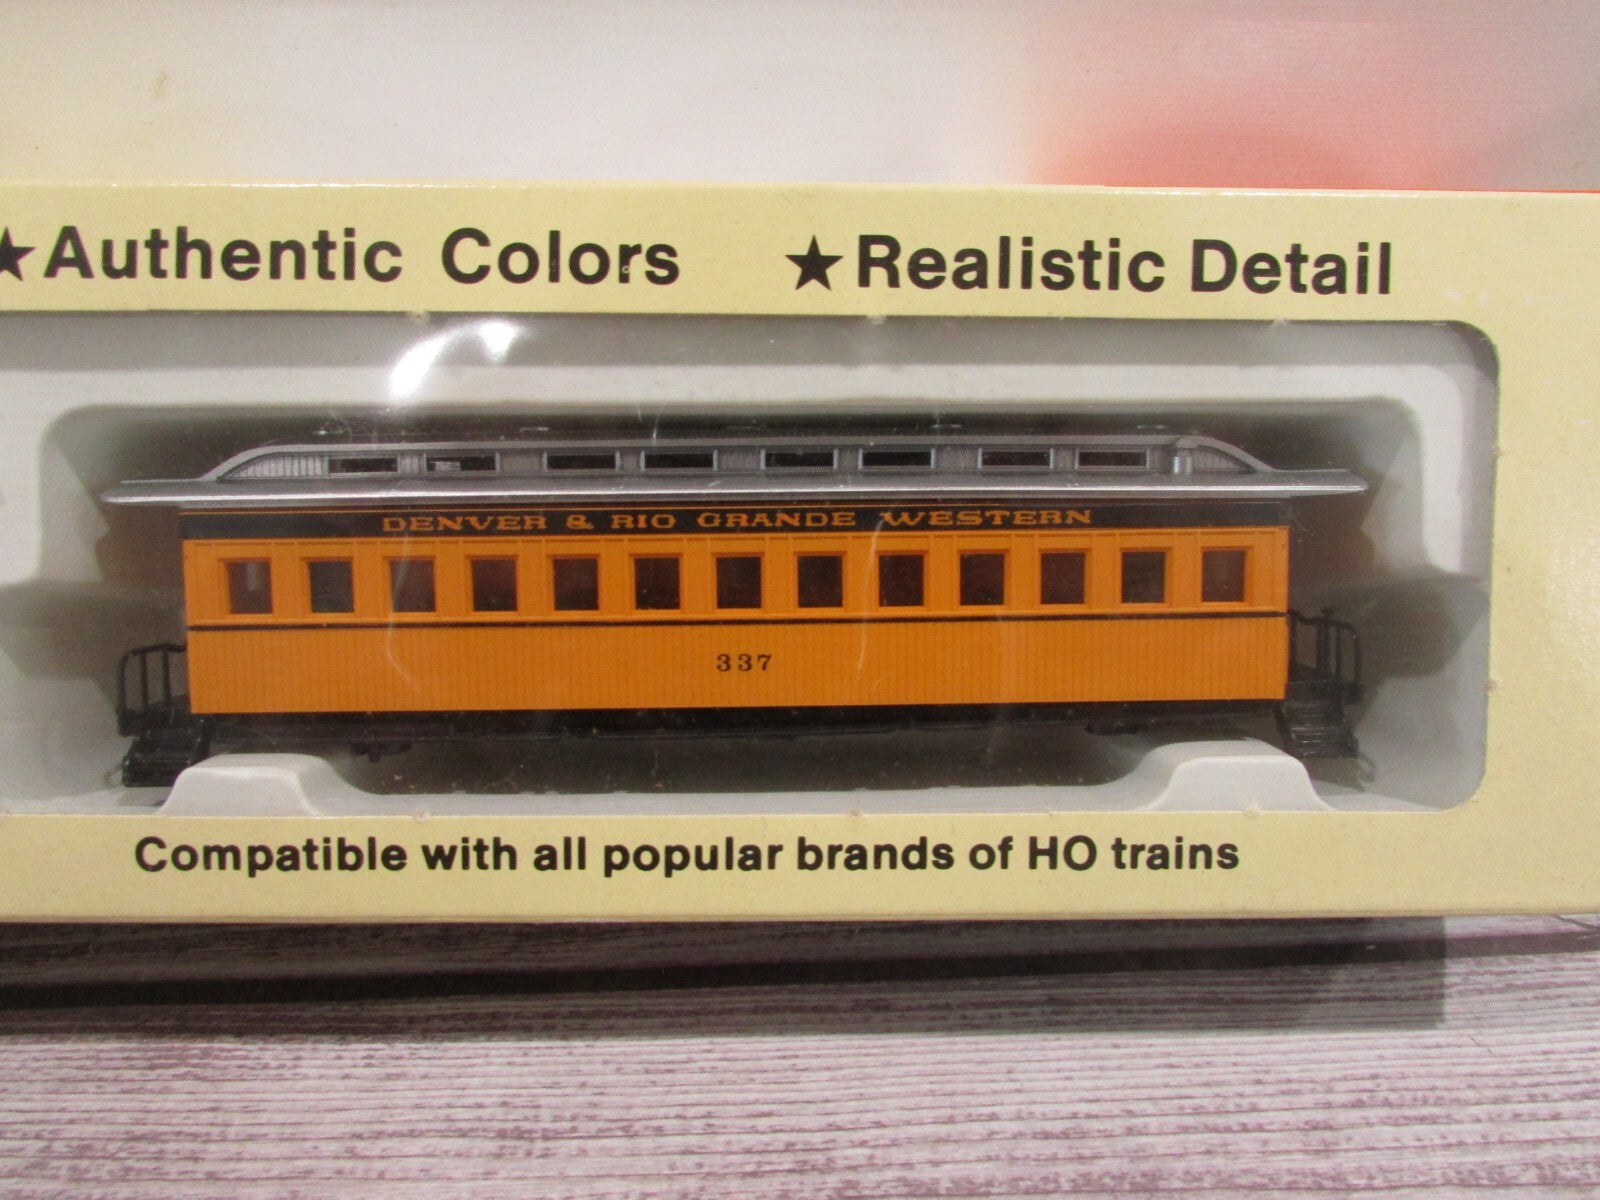 ★Authentic Colors ★Realistic Detail
DENVER & RIO GRANDE WESTERN
337
Compatible with all popular brands of HO trains